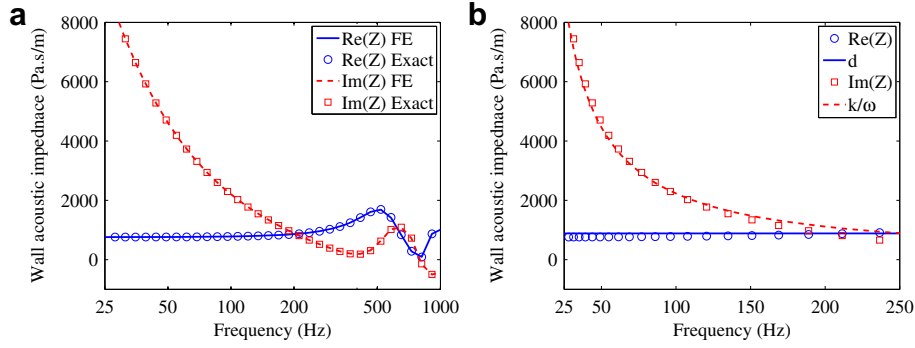 a
Wall acoustic impednace (Pa.s/m)
8000
6000
4000
2000
0
25
50
100
200
500
1000
Frequency (Hz)
Re(Z) FE
Re(Z) Exact
Im(Z) FE
Im(Z) Exact
b
Wall acoustic impednace (Pa.s/m)
8000
6000
4000
2000
0
25
50
100
150
200
250
Frequency (Hz)
Re(Z)
d
Im(Z)
k/ω